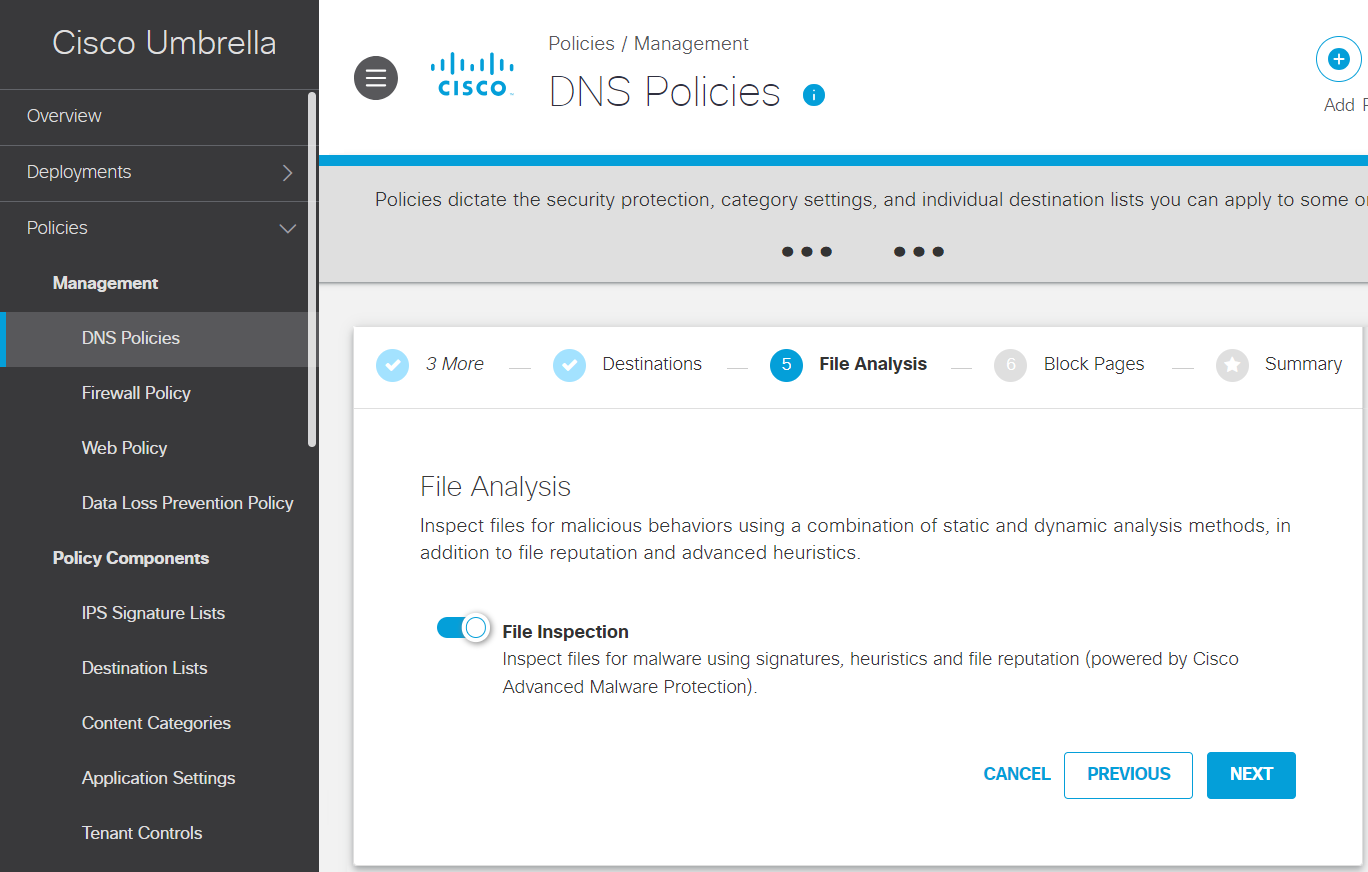 Cisco Umbrella
Overview
Deployments
Policies
Management
DNS Policies
Firewall Policy
Web Policy
Data Loss Prevention Policy
Policy Components
IPS Signature Lists
Destination Lists
Content Categories
Application Settings
Tenant Controls
CISCO
Policies / Management
DNS Policies
Add
Policies dictate the security protection, category settings, and individual destination lists you can apply to some
3 More
Destinations
5 File Analysis
6 Block Pages
Summary
File Analysis
Inspect files for malicious behaviors using a combination of static and dynamic analysis methods, in
addition to file reputation and advanced heuristics.
File Inspection
Inspect files for malware using signatures, heuristics and file reputation (powered by Cisco
Advanced Malware Protection).
CANCEL PREVIOUS NEXT